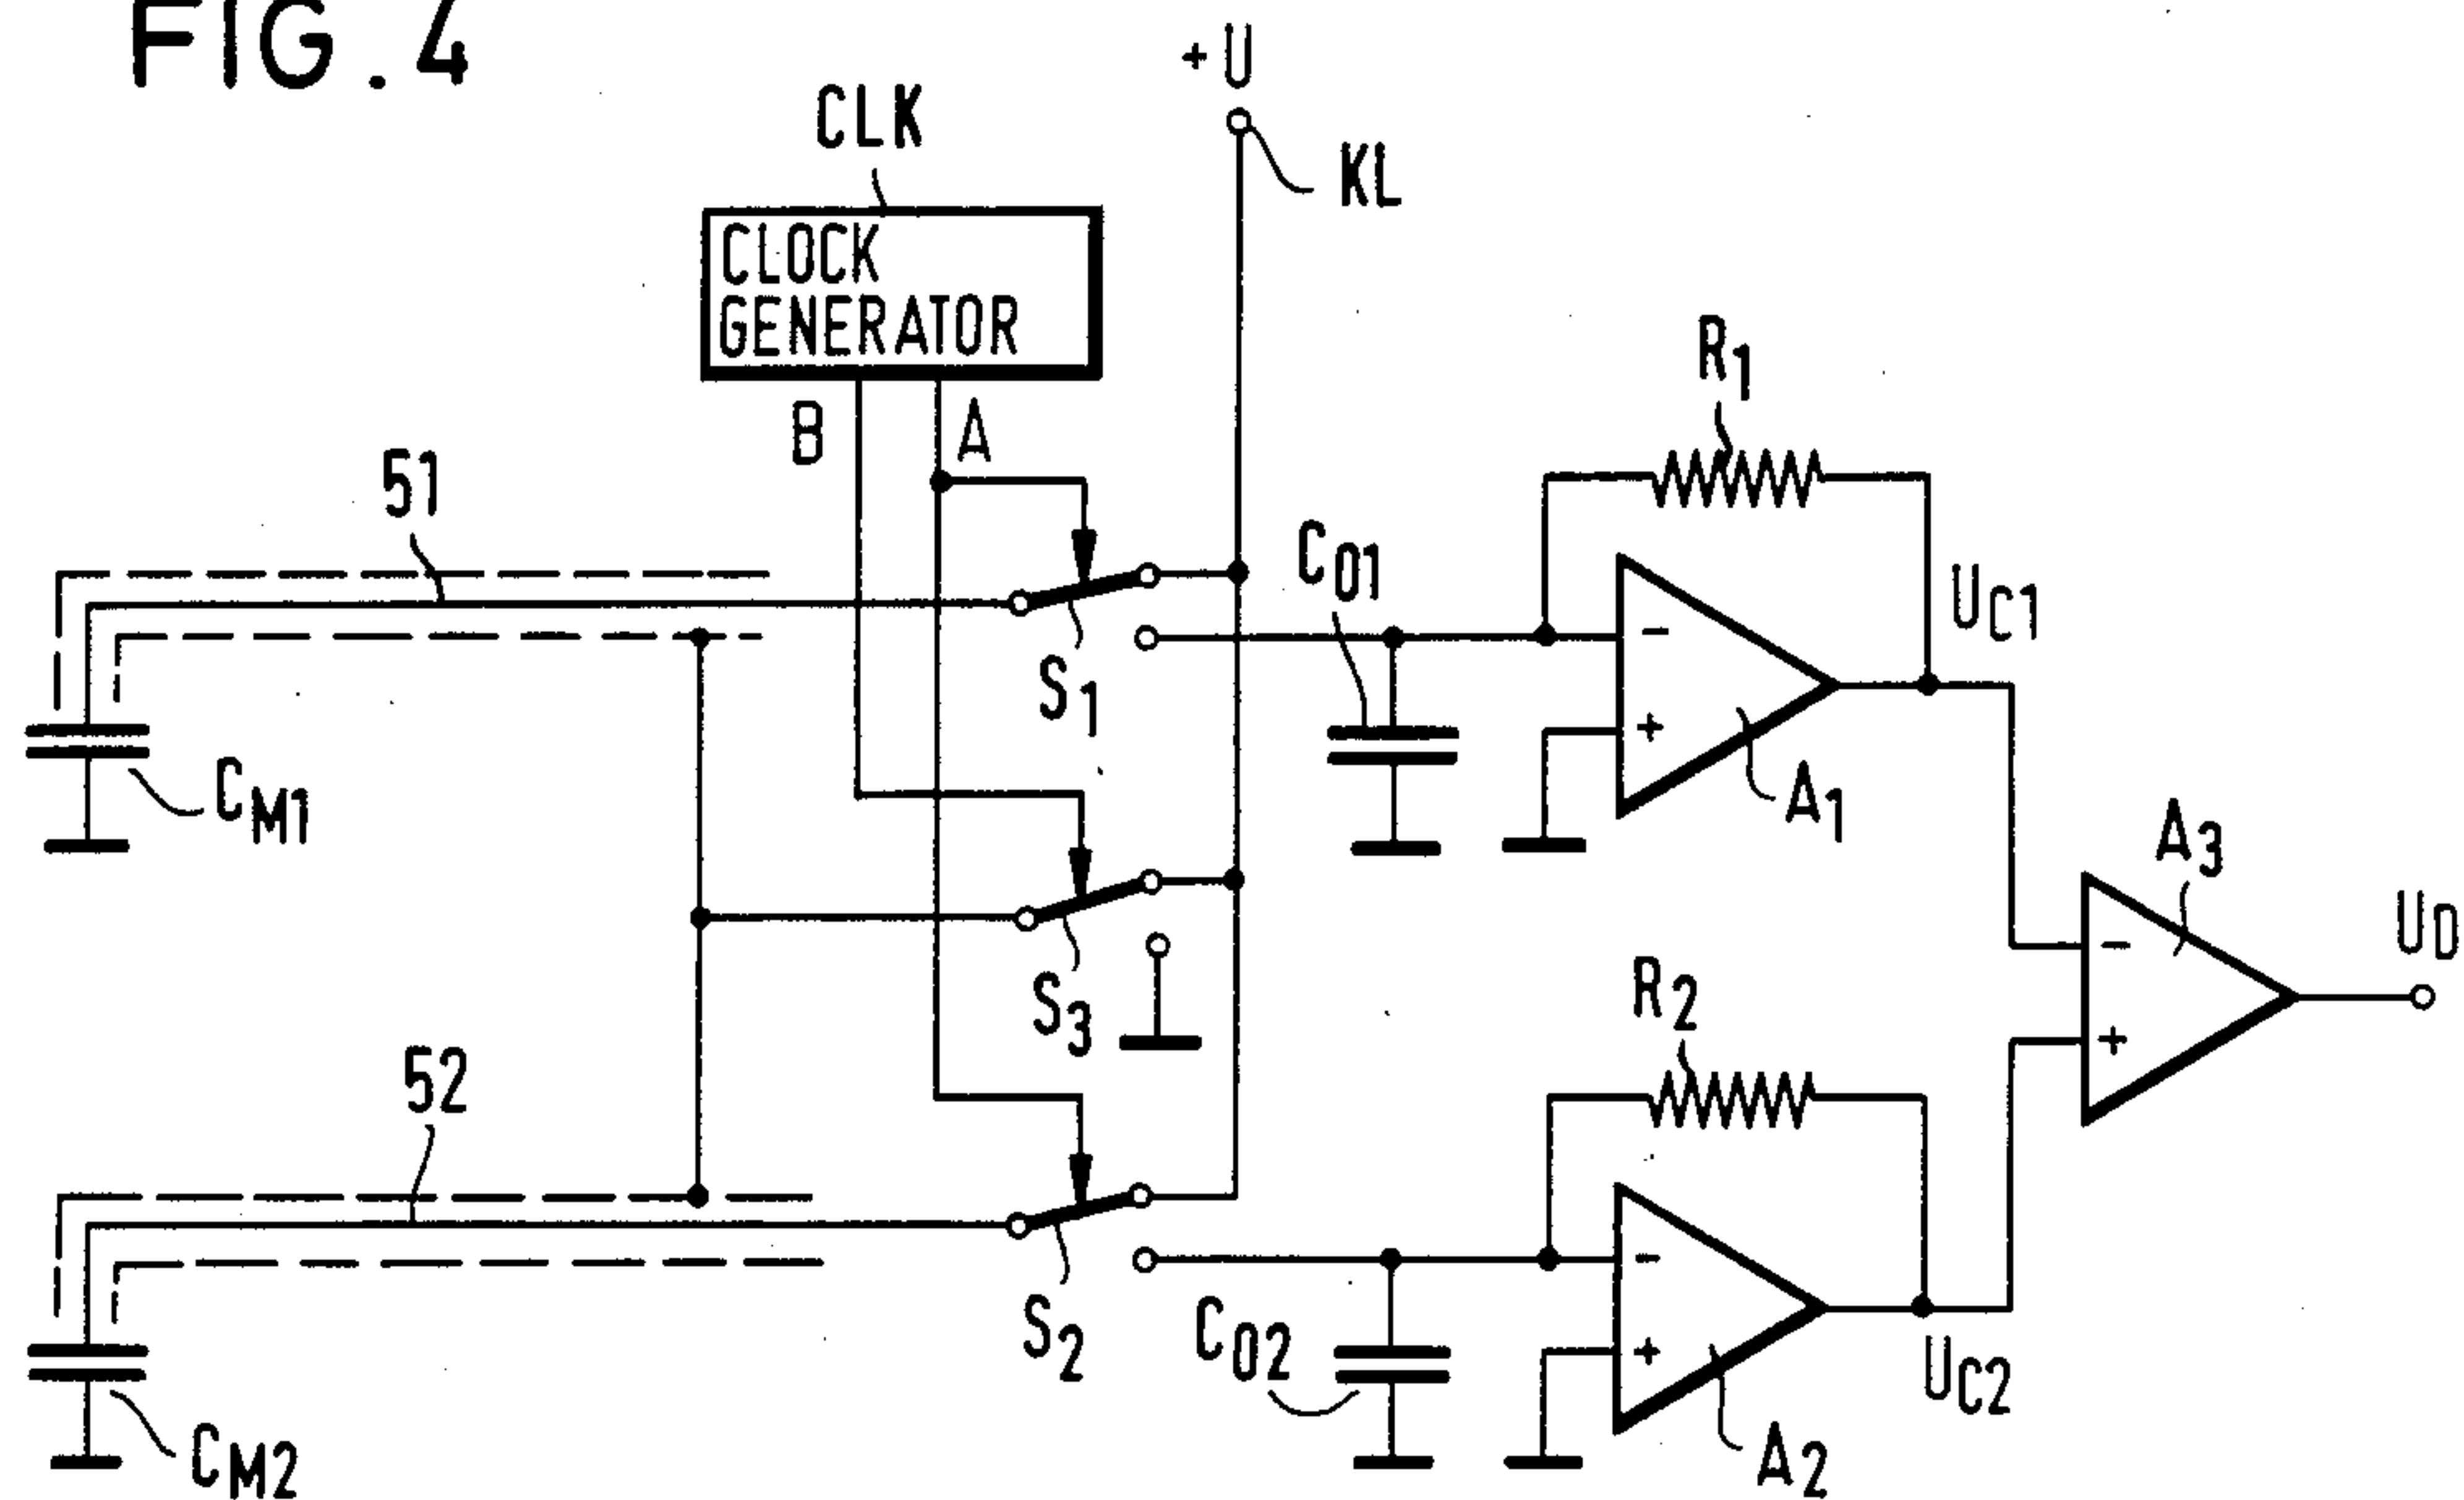 FIG. 4
+U
CLK
KL
CLOCK
GENERATOR
B
A
R1
51
C01
UC1
S1
CM1
A1
A3
UO
S3
R2
52
S2
C02
UC2
CM2
A2
-
+
-
+
-
+